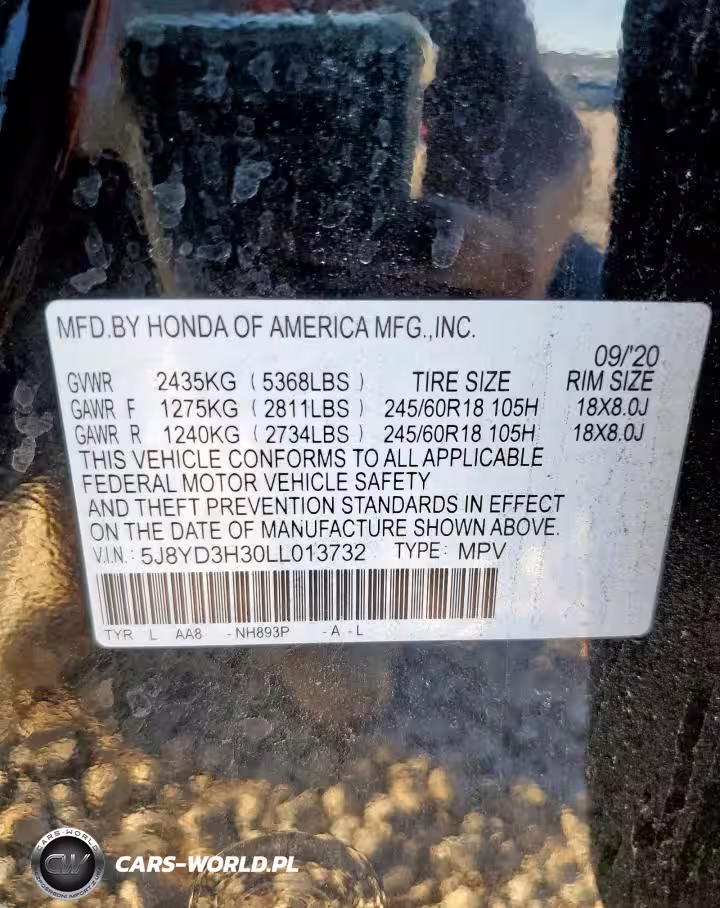 MFD.BY HONDA OF AMERICA MFG.,INC.
09/'20
GVWR 2435KG ( 5368LBS ) TIRE SIZE RIM SIZE
GAWR F 1275KG ( 2811LBS ) 245/60R18 105H 18X8.0J
GAWR R 1240KG ( 2734LBS ) 245/60R18 105H 18X8.0J
THIS VEHICLE CONFORMS TO ALL APPLICABLE
FEDERAL MOTOR VEHICLE SAFETY
AND THEFT PREVENTION STANDARDS IN EFFECT
ON THE DATE OF MANUFACTURE SHOWN ABOVE.
V.I.N.: 5J8YD3H30LL013732 TYPE: MPV
TYR L AA8 - NH893P - A - L
CARS-WORLD
CW
CARS-WORLD.PL